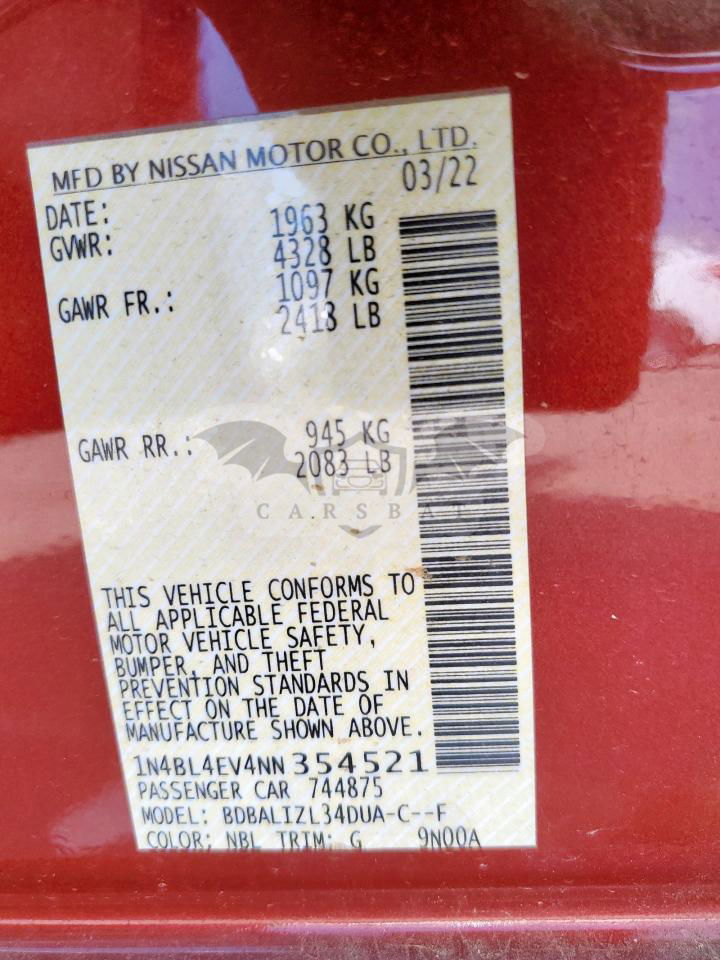 MFD BY NISSAN MOTOR CO., LTD.
DATE: 03/22
GVWR: 1963 KG
4328 LB
GAWR FR.: 1097 KG
2418 LB
GAWR RR.: 945 KG
2083 LB
CARSBAT
THIS VEHICLE CONFORMS TO
ALL APPLICABLE FEDERAL
MOTOR VEHICLE SAFETY,
BUMPER, AND THEFT
PREVENTION STANDARDS IN
EFFECT ON THE DATE OF
MANUFACTURE SHOWN ABOVE.
1N4BL4EV4NN354521
PASSENGER CAR 744875
MODEL: BDBALIZL34DUA-C--F
COLOR: NBL TRIM: G 9N00A